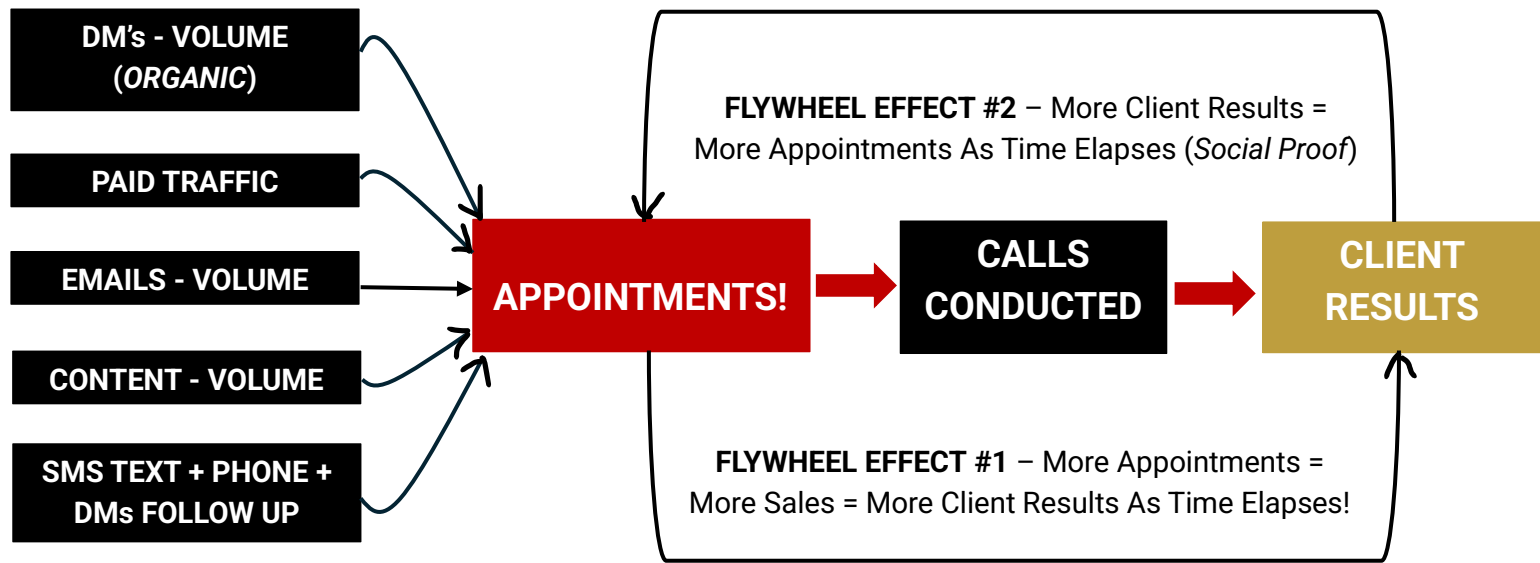 DM's - VOLUME
(ORGANIC)
PAID TRAFFIC
EMAILS - VOLUME
CONTENT - VOLUME
SMS TEXT + PHONE +
DMs FOLLOW UP
FLYWHEEL EFFECT #2 – More Client Results =
More Appointments As Time Elapses (Social Proof)
APPOINTMENTS!
CALLS
CONDUCTED
CLIENT
RESULTS
FLYWHEEL EFFECT #1 – More Appointments =
More Sales = More Client Results As Time Elapses!